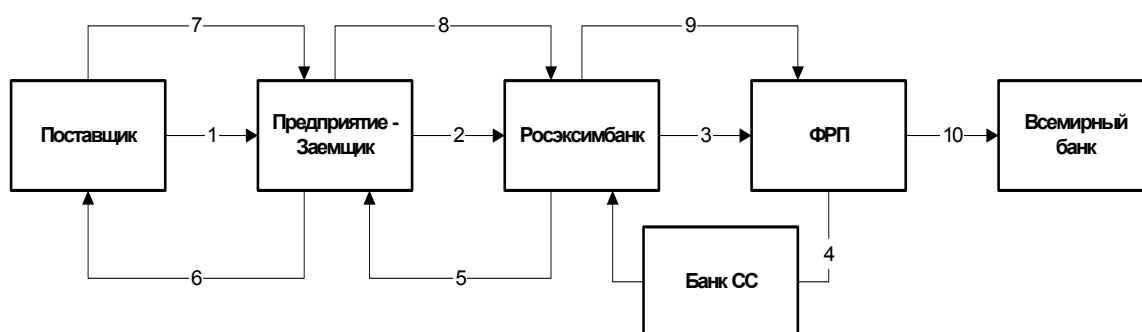 7
8
9
Поставщик
1
Предприятие -
Заемщик
2
Росэксимбанк
3
ФРП
10
Всемирный
банк
6
5
Банк СС
4